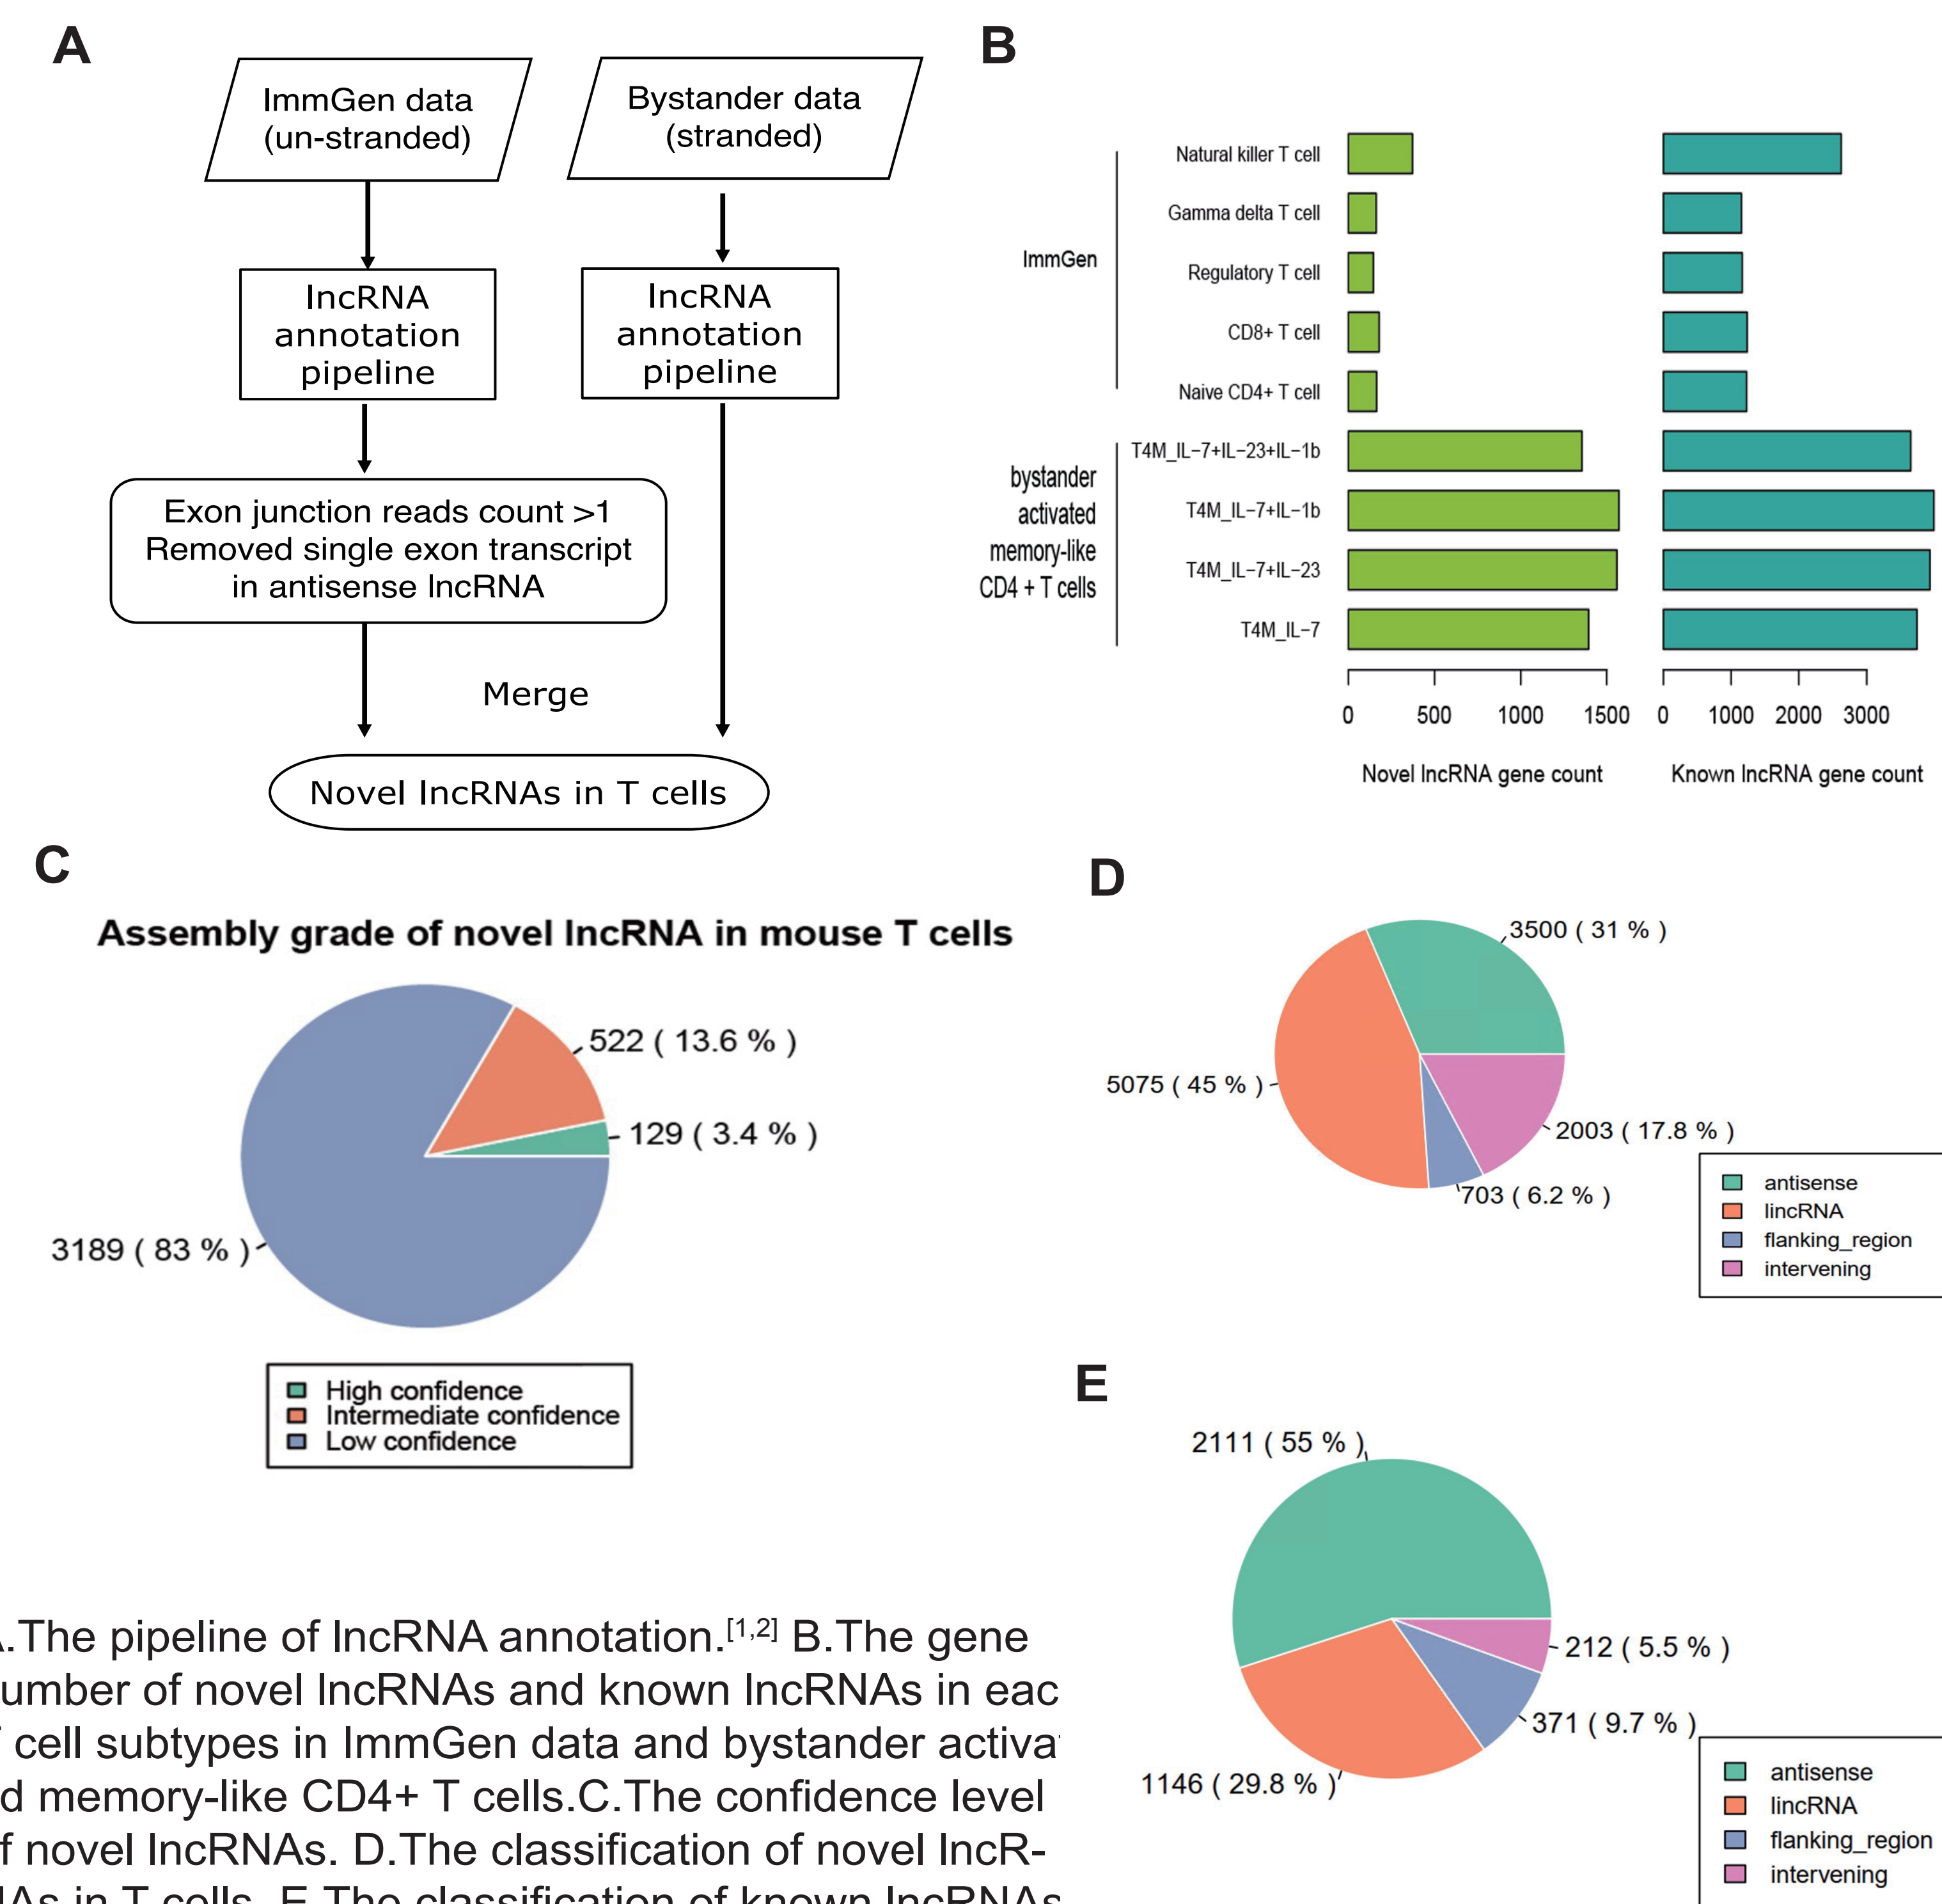 A
ImmGen data
(un-stranded)
Bystander data
(stranded)
lncRNA
annotation
pipeline
lncRNA
annotation
pipeline
Exon junction reads count >1
Removed single exon transcript
in antisense lncRNA
Merge
Novel lncRNAs in T cells
B
ImmGen
Natural killer T cell
Gamma delta T cell
Regulatory T cell
CD8+ T cell
Naive CD4+ T cell
bystander
activated
memory-like
CD4 + T cells
T4M_IL−7+IL−23+IL−1b
T4M_IL−7+IL−1b
T4M_IL−7+IL−23
T4M_IL−7
0 500 1000 1500
Novel lncRNA gene count
0 1000 2000 3000
Known lncRNA gene count
C
Assembly grade of novel lncRNA in mouse T cells
522 ( 13.6 % )
129 ( 3.4 % )
3189 ( 83 % )
High confidence
Intermediate confidence
Low confidence
D
3500 ( 31 % )
5075 ( 45 % )
2003 ( 17.8 % )
703 ( 6.2 % )
antisense
lincRNA
flanking_region
intervening
E
2111 ( 55 % )
212 ( 5.5 % )
371 ( 9.7 % )
1146 ( 29.8 % )
antisense
lincRNA
flanking_region
intervening
A.The pipeline of lncRNA annotation.[1,2] B.The gene
umber of novel lncRNAs and known lncRNAs in eac
cell subtypes in ImmGen data and bystander activa
d memory-like CD4+ T cells.C.The confidence level
f novel lncRNAs. D.The classification of novel lncR-
As in T cells. E.The classification of known lncRNAs